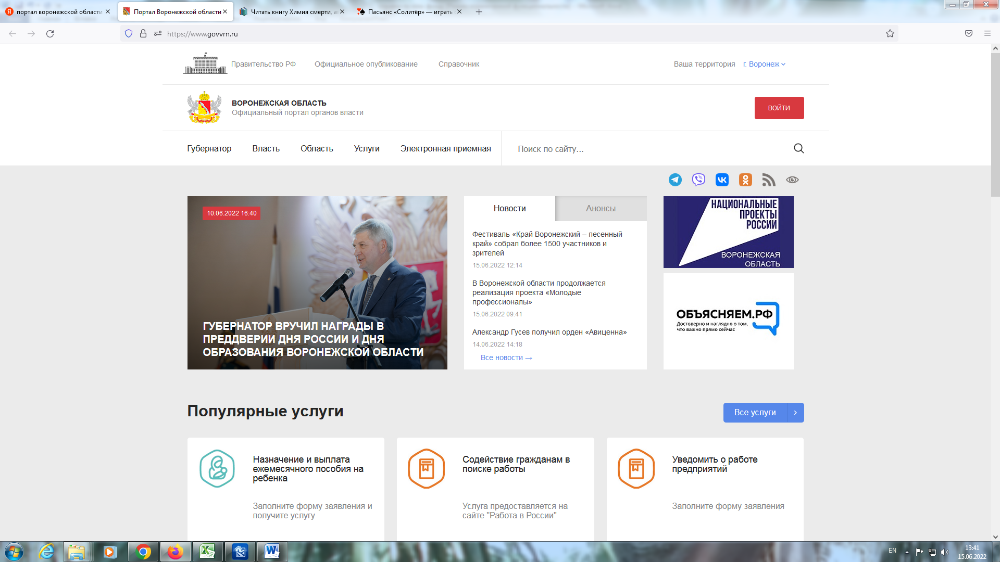 портал воронежской области
Портал Воронежской области
Читать книгу Химия смерти,
Пасьянс «Солитёр» — играть
https://www.govvrn.ru
Правительство РФ
Официальное опубликование
Справочник
Ваша территория
г. Воронеж
ВОРОНЕЖСКАЯ ОБЛАСТЬ
Официальный портал органов власти
ВОЙТИ
Губернатор
Власть
Область
Услуги
Электронная приемная
Поиск по сайту...
10.06.2022 16:40
ГУБЕРНАТОР ВРУЧИЛ НАГРАДЫ В
ПРЕДДВЕРИИ ДНЯ РОССИИ И ДНЯ
ОБРАЗОВАНИЯ ВОРОНЕЖСКОЙ ОБЛАСТИ
Новости
Анонсы
Фестиваль «Край Воронежский – песенный
край» собрал более 1500 участников и
зрителей
15.06.2022 12:14
В Воронежской области продолжается
реализация проекта «Молодые
профессионалы»
15.06.2022 09:41
Александр Гусев получил орден «Авиценна»
14.06.2022 14:18
Все новости →
НАЦИОНАЛЬНЫЕ
ПРОЕКТЫ
РОССИИ
ВОРОНЕЖСКАЯ
ОБЛАСТЬ
ОБЪЯСНЯЕМ.РФ
Достоверно и наглядно о том,
что важно прямо сейчас
Популярные услуги
Все услуги
Назначение и выплата
ежемесячного пособия на
ребенка
Заполните форму заявления и
получите услугу
Содействие гражданам в
поиске работы
Услуга предоставляется на
сайте "Работа в России"
Уведомить о работе
предприятий
Заполните форму заявления
EN
13:41
15.06.2022